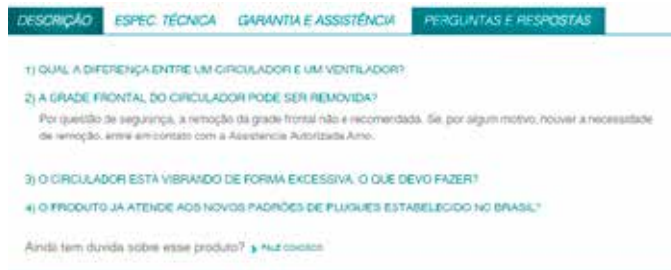 DESCRIÇÃO ESPEC. TÉCNICA GARANTIA E ASSISTÊNCIA PERGUNTAS E RESPOSTAS
1) QUAL A DIFERENÇA ENTRE UM CIRCULADOR E UM VENTILADOR?
2) A GRADE FRONTAL DO CIRCULADOR PODE SER REMOVIDA?
Por questão de segurança, a remoção da grade frontal não é recomendada. Se, por algum motivo, houver a necessidade
de remoção, entre em contato com a Assistência Autorizada Arno.
3) O CIRCULADOR ESTÁ VIBRANDO DE FORMA EXCESSIVA. O QUE DEVO FAZER?
4) O PRODUTO JÁ ATENDE AOS NOVOS PADRÕES DE PLUGUES ESTABELECIDO NO BRASIL?
Ainda tem dúvida sobre esse produto? FALE CONOSCO